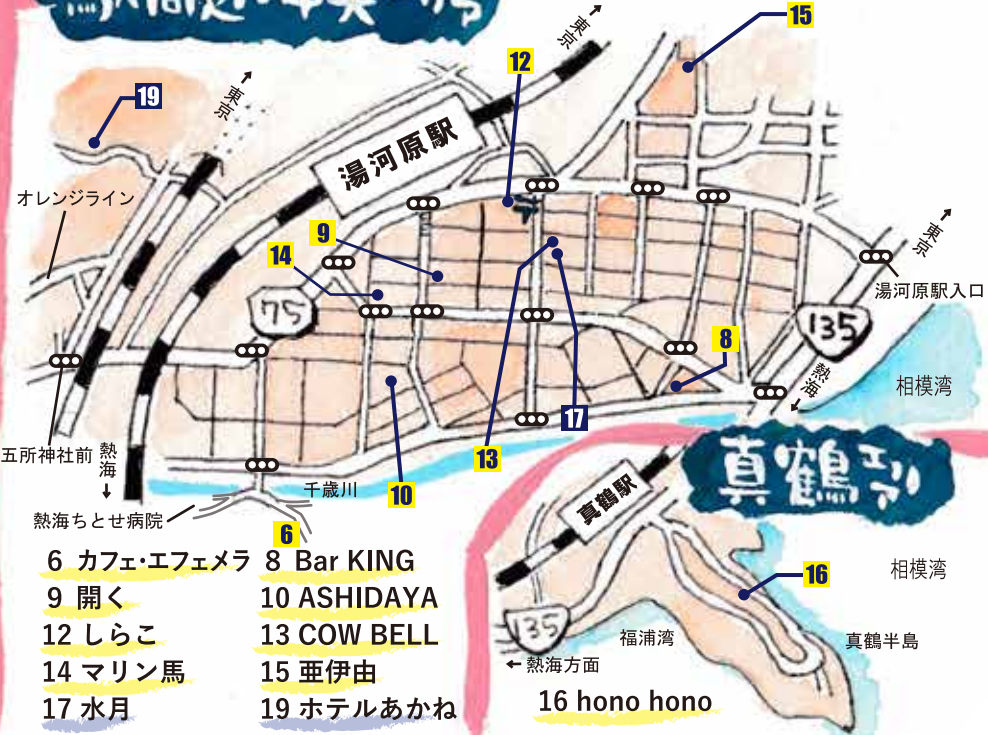 東京
15
12
東京
19
湯河原駅
オレンジライン
9
14
東京
湯河原駅入口
75
135
8
熱海
相模湾
17
五所神社前
熱海
13
真鶴エリア
千歳川
10
真鶴駅
熱海ちとせ病院
6
16
相模湾
135
福浦湾
真鶴半島
熱海方面
6 カフェ・エフェメラ
8 Bar KING
9 開く
10 ASHIDAYA
12 しらこ
13 COW BELL
14 マリン馬
15 亜伊由
17 水月
19 ホテルあかね
16 hono hono